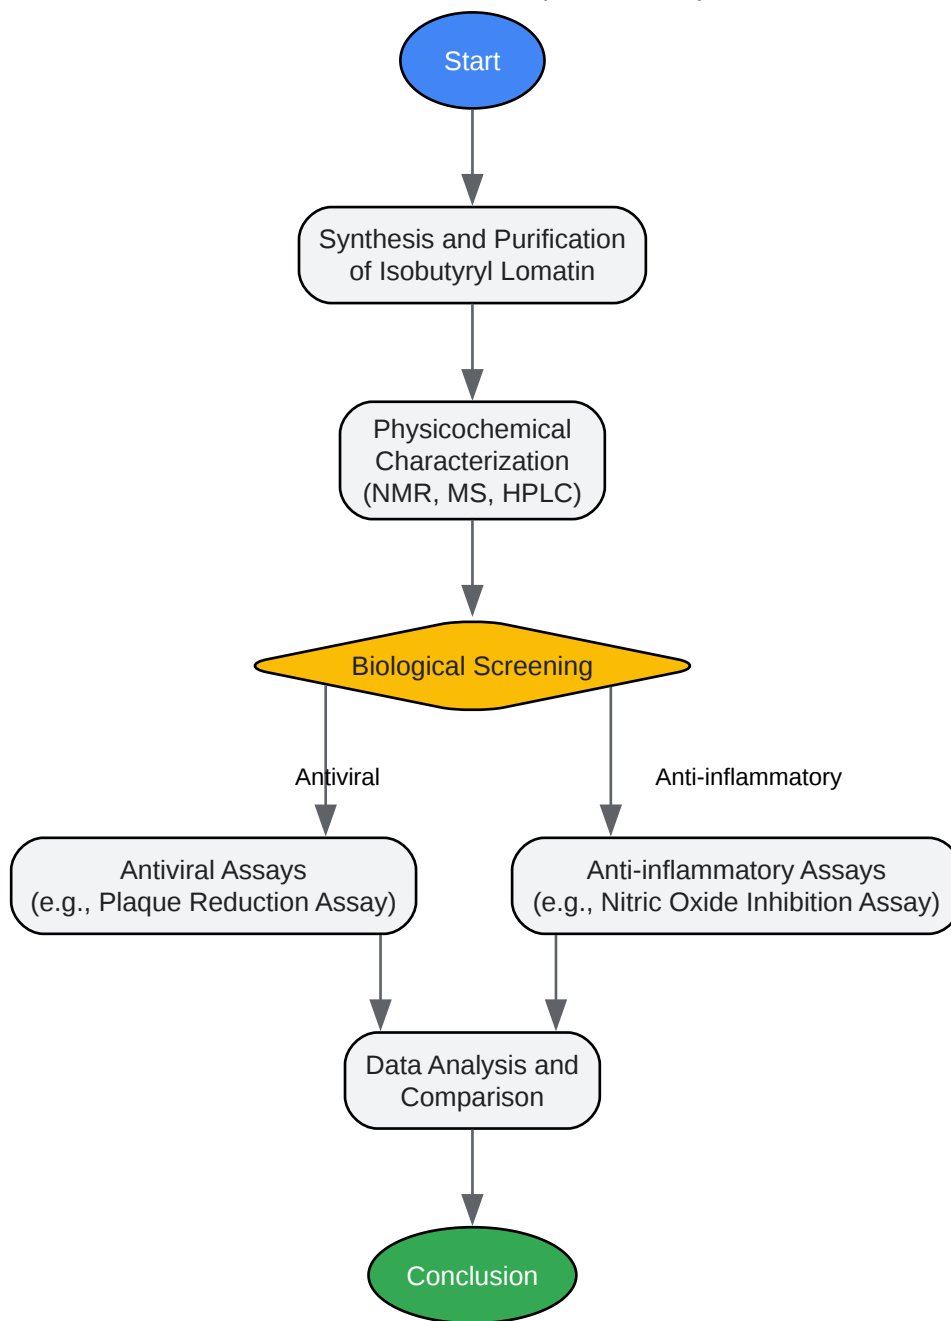 Start
Synthesis and Purification
of Isobutyryl Lomatin
Physicochemical
Characterization
(NMR, MS, HPLC)
Biological Screening
Antiviral
Anti-inflammatory
Antiviral Assays
(e.g., Plaque Reduction Assay)
Anti-inflammatory Assays
(e.g., Nitric Oxide Inhibition Assay)
Data Analysis and
Comparison
Conclusion